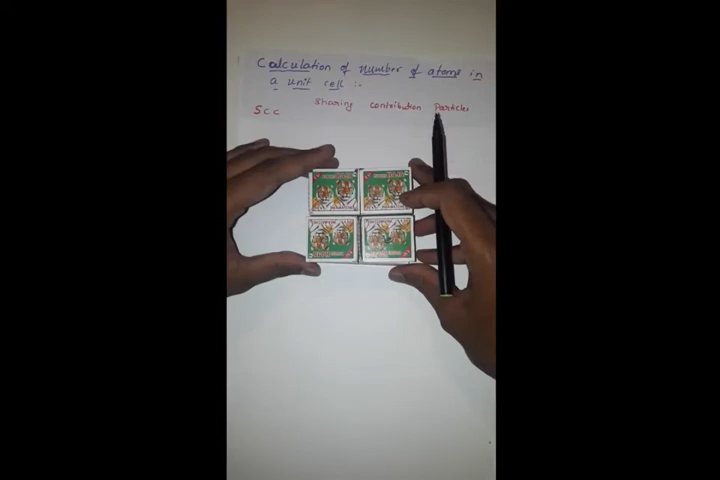 Calculation of number of atoms in
a unit cell :-
Sharing contribution Particles
Scc